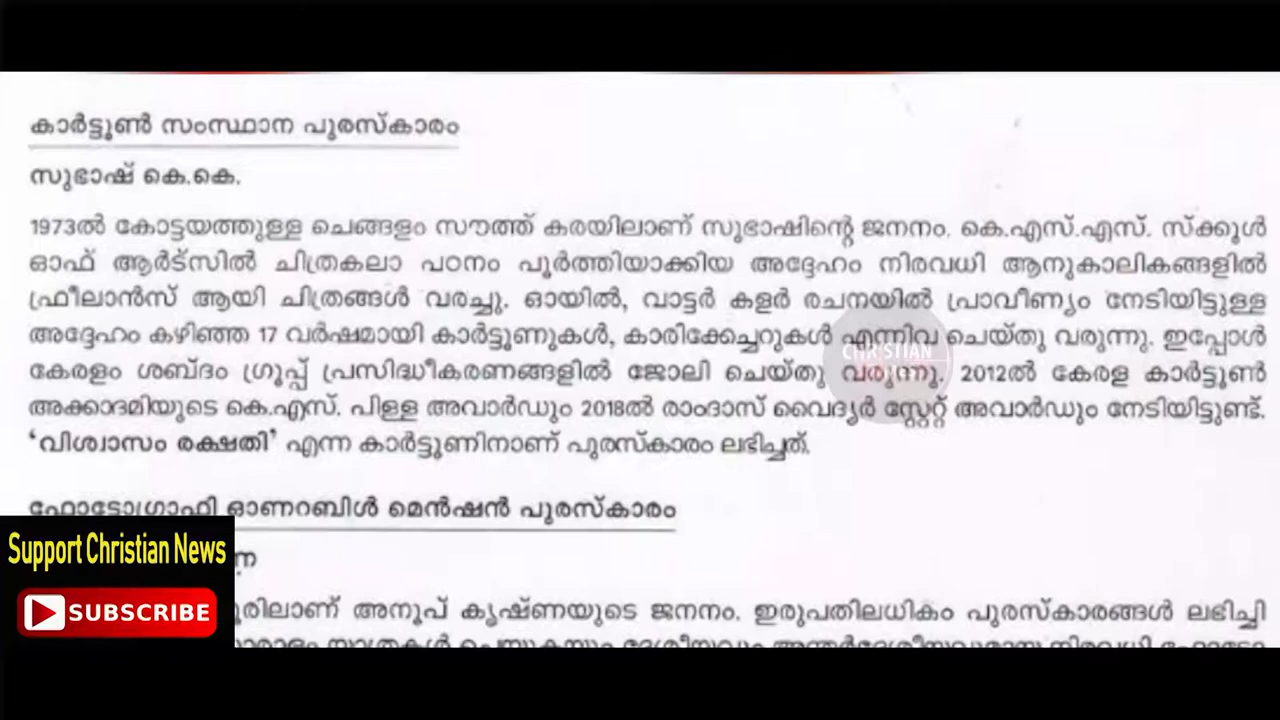 കാർട്ടൂൺ സംസ്ഥാന പുരസ്കാരം
സുഭാഷ് കെ.കെ.
1973ൽ കോട്ടയത്തുള്ള ചെങ്ങളം സൗത്ത് കരയിലാണ് സുഭാഷിന്റെ ജനനം. കെ.എസ്.എസ്. സ്ക്കൂൾ
ഓഫ് ആർട്സിൽ ചിത്രകലാ പഠനം പൂർത്തിയാക്കിയ അദ്ദേഹം നിരവധി ആനുകാലികങ്ങളിൽ
ഫ്രീലാൻസ് ആയി ചിത്രങ്ങൾ വരച്ചു. ഓയിൽ, വാട്ടർ കളർ രചനയിൽ പ്രാവീണ്യം നേടിയിട്ടുള്ള
അദ്ദേഹം കഴിഞ്ഞ 17 വർഷമായി കാർട്ടൂണുകൾ, കാരിക്കേച്ചറുകൾ എന്നിവ ചെയ്തു വരുന്നു. ഇപ്പോൾ
CHRISTIAN
കേരളം ശബ്ദം ഗ്രൂപ്പ് പ്രസിദ്ധീകരണങ്ങളിൽ ജോലി ചെയ്തു വരുന്നു. 2012ൽ കേരള കാർട്ടൂൺ
അക്കാദമിയുടെ കെ.എസ്. പിള്ള അവാർഡും 2018ൽ രാംദാസ് വൈദ്യർ സ്റ്റേറ്റ് അവാർഡും നേടിയിട്ടുണ്ട്.
‘വിശ്വാസം രക്ഷതി’ എന്ന കാർട്ടൂണിനാണ് പുരസ്കാരം ലഭിച്ചത്.
ഫോട്ടോഗ്രാഫി ഓണറബിൾ മെൻഷൻ പുരസ്കാരം
Support Christian News
SUBSCRIBE
അനൂപ് കൃഷ്ണയുടെ ജനനം. ഇരുപതിലധികം പുരസ്കാരങ്ങൾ ലഭിച്ചി